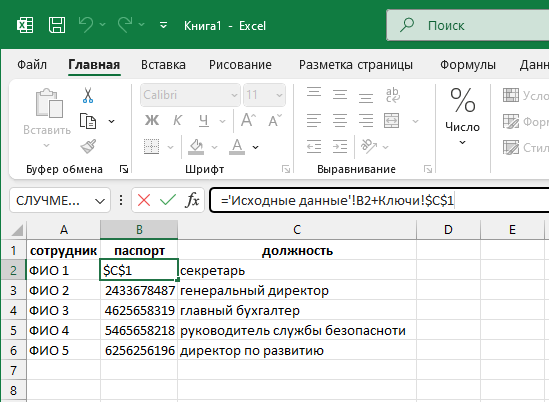 Книга1 - Excel
Поиск
Файл Главная Вставка Рисование Разметка страницы Формулы Данн
Вставить
Calibri 11
Ж К Ч А А
ab
Число
Усло
Фор
Стил
Буфер обмена Шрифт Выравнивание
СЛУЧМЕ... fx ='Исходные данные'!B2+Ключи!$C$1
A B C D E
1 сотрудник паспорт должность
2 ФИО 1 $C$1 секретарь
3 ФИО 2 2433678487 генеральный директор
4 ФИО 3 4625658319 главный бухгалтер
5 ФИО 4 5465658218 руководитель службы безопасноти
6 ФИО 5 6256256196 директор по развитию
7
8